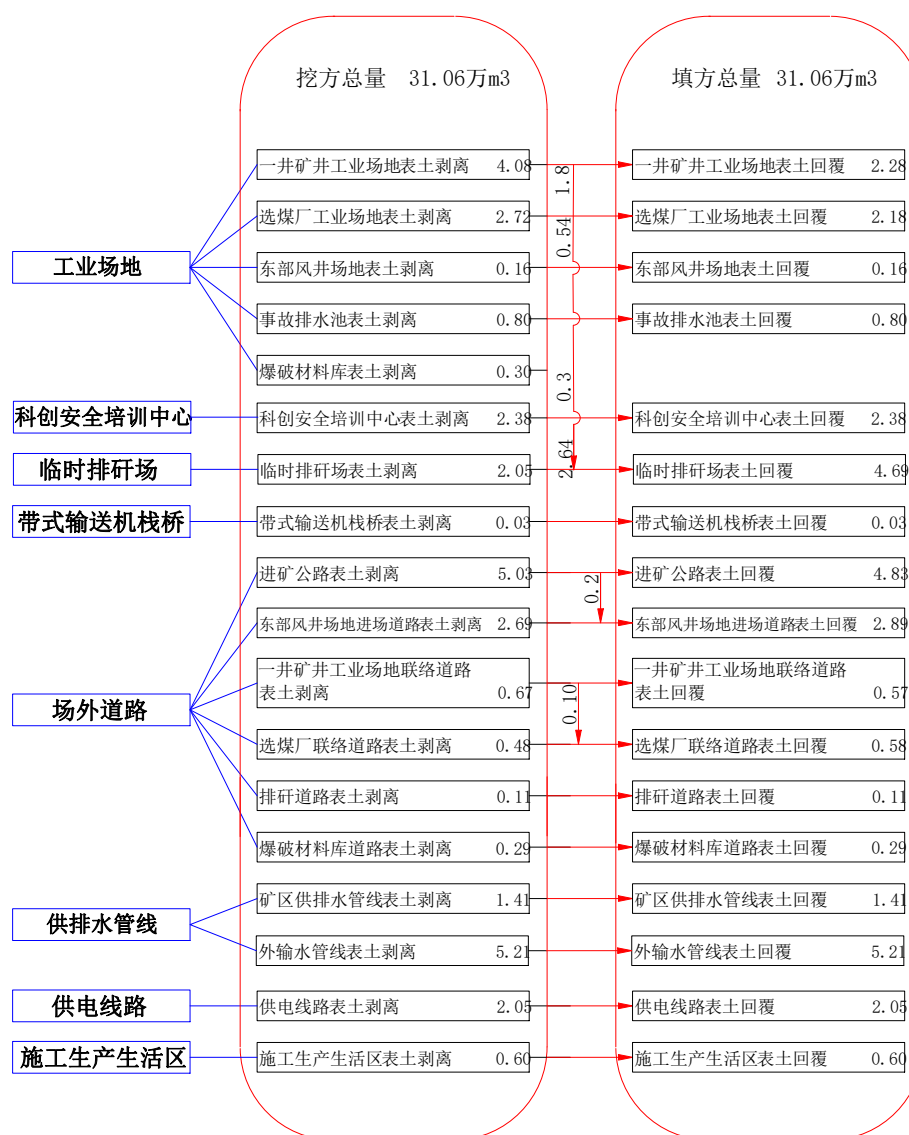 挖方总量 31.06万m3
填方总量 31.06万m3
一井矿井工业场地表土剥离 4.08
1.8
一井矿井工业场地表土回覆 2.28
选煤厂工业场地表土剥离 2.72
0.54
选煤厂工业场地表土回覆 2.18
工业场地
东部风井场地表土剥离 0.16
东部风井场地表土回覆 0.16
事故排水池表土剥离 0.80
事故排水池表土回覆 0.80
爆破材料库表土剥离 0.30
0.3
科创安全培训中心
科创安全培训中心表土剥离 2.38
科创安全培训中心表土回覆 2.38
临时排矸场
临时排矸场表土剥离 2.05
2.64
临时排矸场表土回覆 4.69
带式输送机栈桥
带式输送机栈桥表土剥离 0.03
带式输送机栈桥表土回覆 0.03
进矿公路表土剥离 5.03
0.2
进矿公路表土回覆 4.83
东部风井场地进场道路表土剥离 2.69
东部风井场地进场道路表土回覆 2.89
一井矿井工业场地联络道路
表土剥离 0.67
0.10
一井矿井工业场地联络道路
表土回覆 0.57
场外道路
选煤厂联络道路表土剥离 0.48
选煤厂联络道路表土回覆 0.58
排矸道路表土剥离 0.11
排矸道路表土回覆 0.11
爆破材料库道路表土剥离 0.29
爆破材料库道路表土回覆 0.29
供排水管线
矿区供排水管线表土剥离 1.41
矿区供排水管线表土回覆 1.41
外输水管线表土剥离 5.21
外输水管线表土回覆 5.21
供电线路
供电线路表土剥离 2.05
供电线路表土回覆 2.05
施工生产生活区
施工生产生活区表土剥离 0.60
施工生产生活区表土回覆 0.60